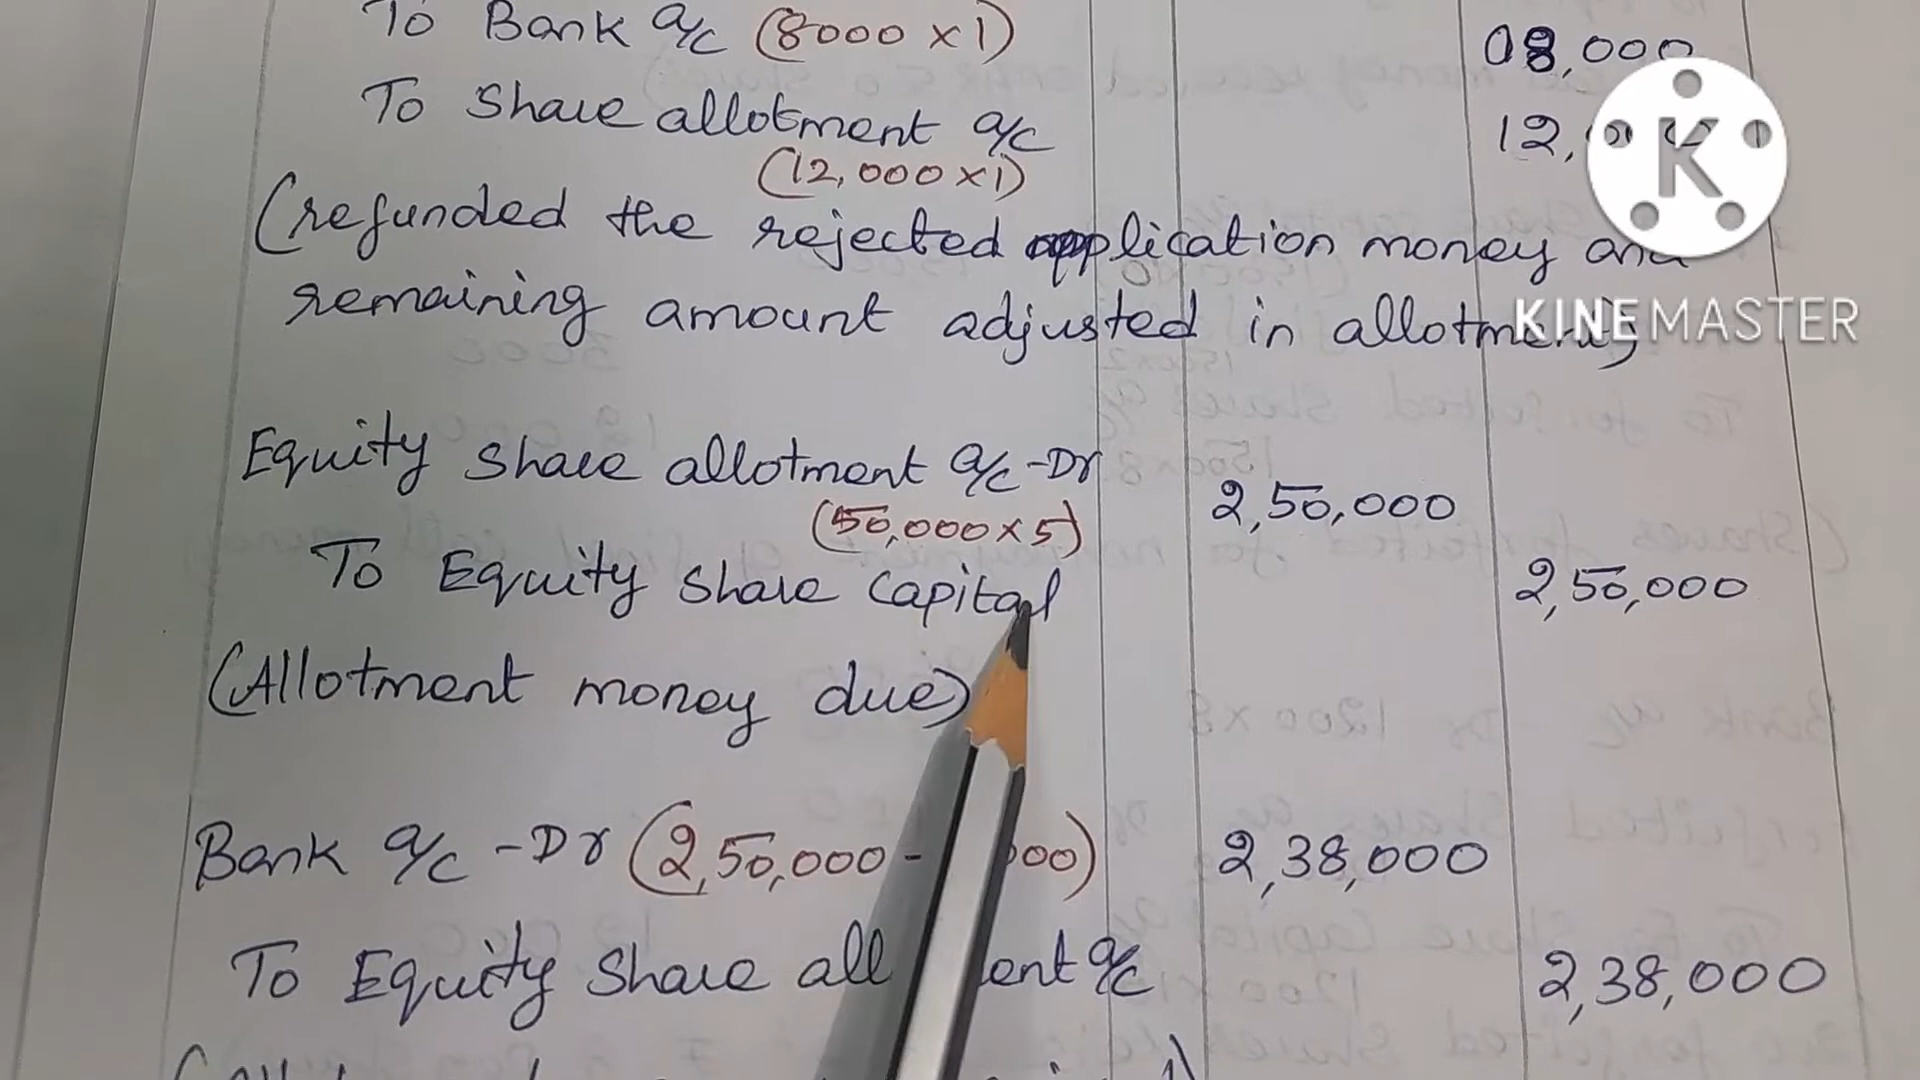 To Bank a/c (8000 × 1) 08,000
To Share allotment a/c 12,
(12,000 × 1)
(refunded the rejected application money and
remaining amount adjusted in allotment)
K
KINEMASTER
Equity Share allotment a/c - Dr 2,50,000
(50,000 × 5)
To Equity Share Capital 2,50,000
(Allotment money due)
Bank a/c - Dr (2,50,000 - 000) 2,38,000
To Equity Share a/c 2,38,000